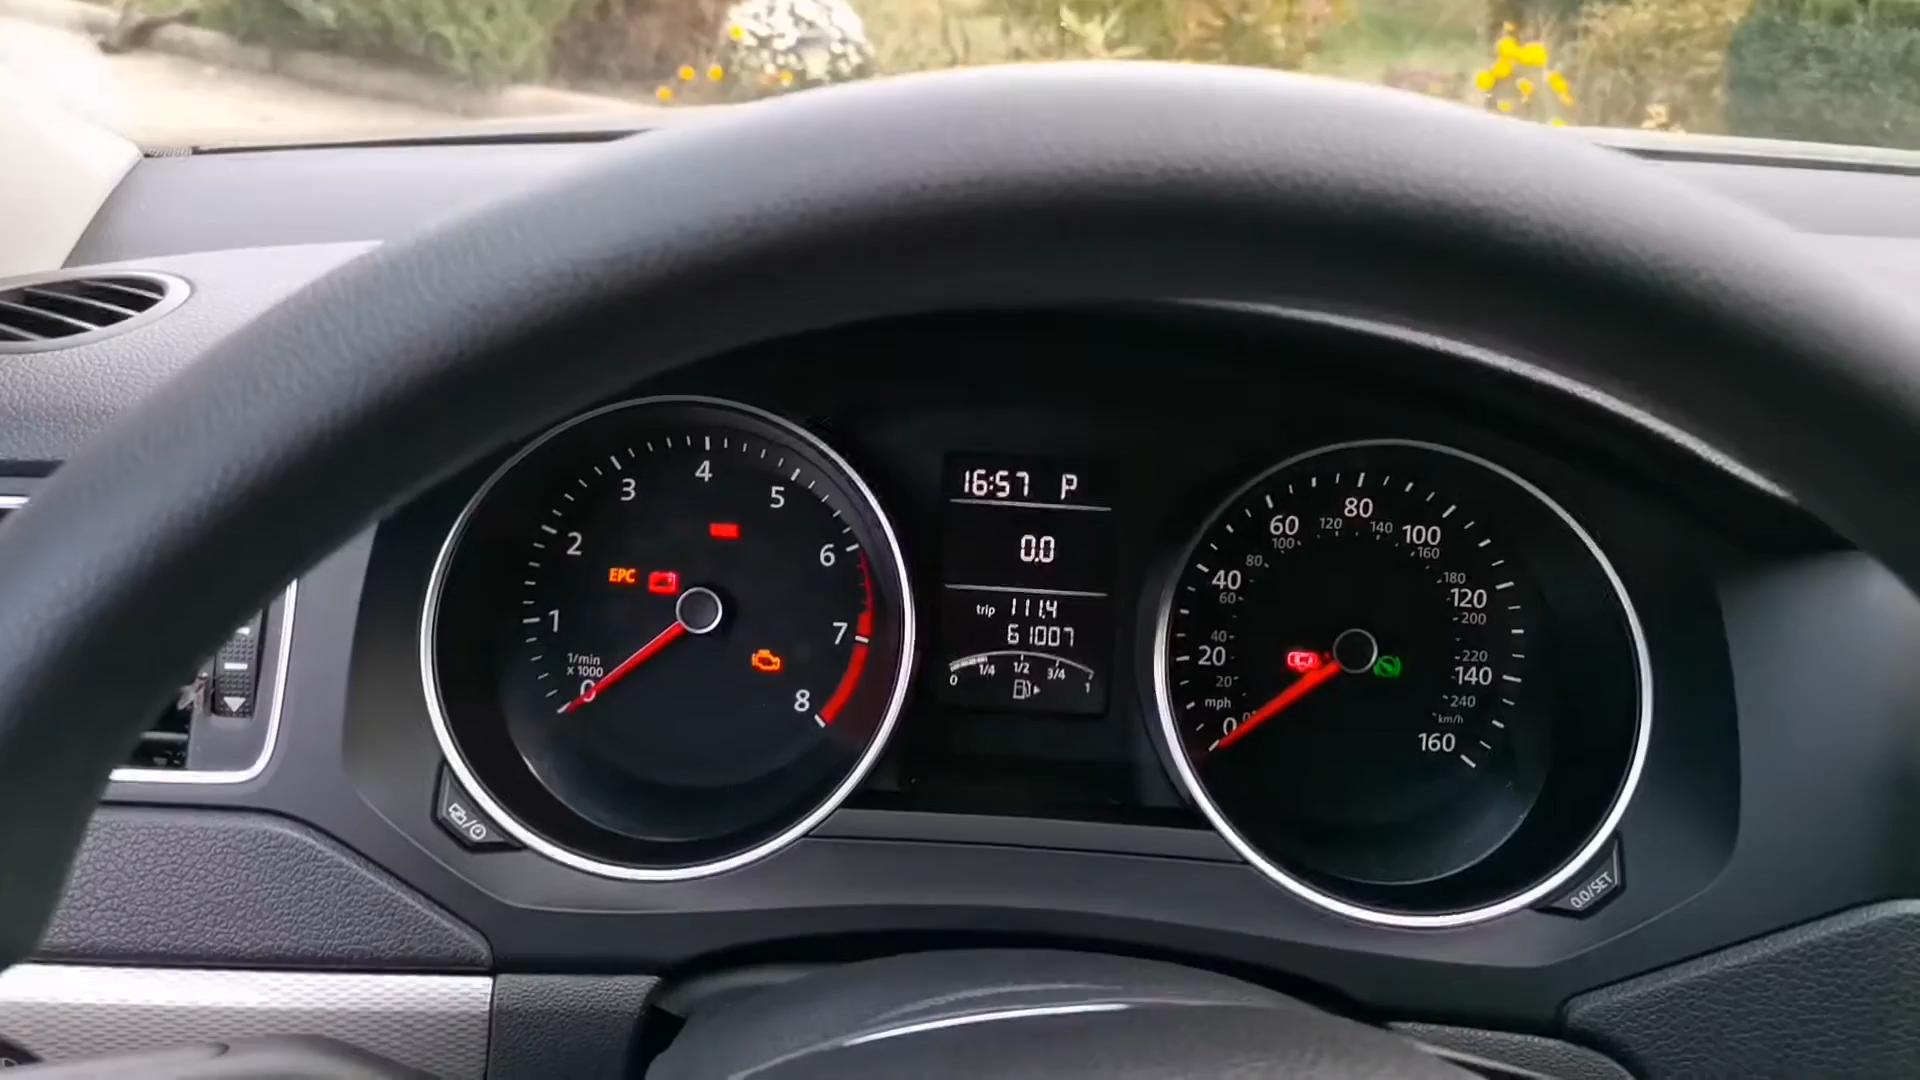 16:57 P
0.0
trip 111.4
61007
0 1/4 1/2 3/4 1
0 1 2 3 4 5 6 7 8
1/min
x 1000
EPC
0 20 40 60 80 100 120 140 160
mph
0 20 40 60 80 100 120 140 160 180 200 220 240
km/h
0.0/SET